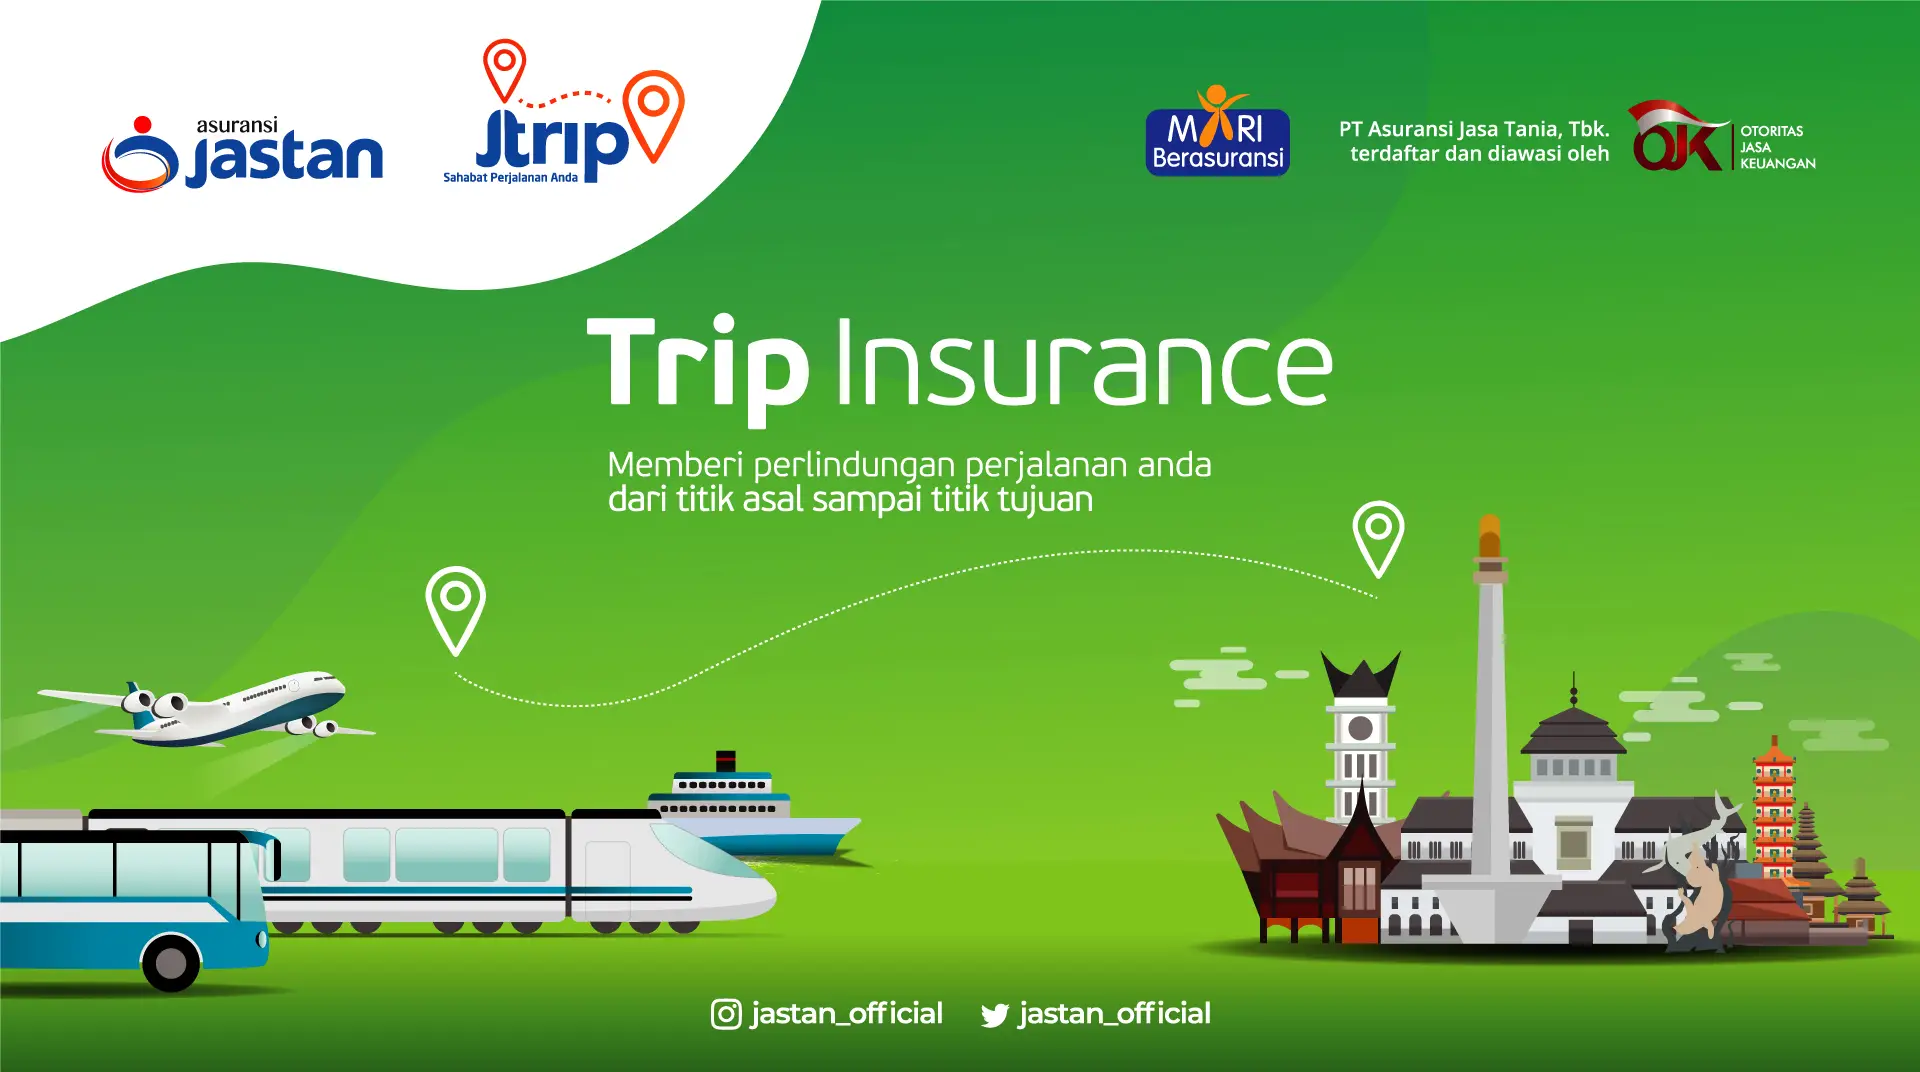 asuransi
jastan
Jtrip
Sahabat Perjalanan Anda
MARI
Berasuransi
PT Asuransi Jasa Tania, Tbk.
terdaftar dan diawasi oleh
OJK
OTORITAS
JASA
KEUANGAN
Trip Insurance
Memberi perlindungan perjalanan anda
dari titik asal sampai titik tujuan
jastan_official
jastan_official